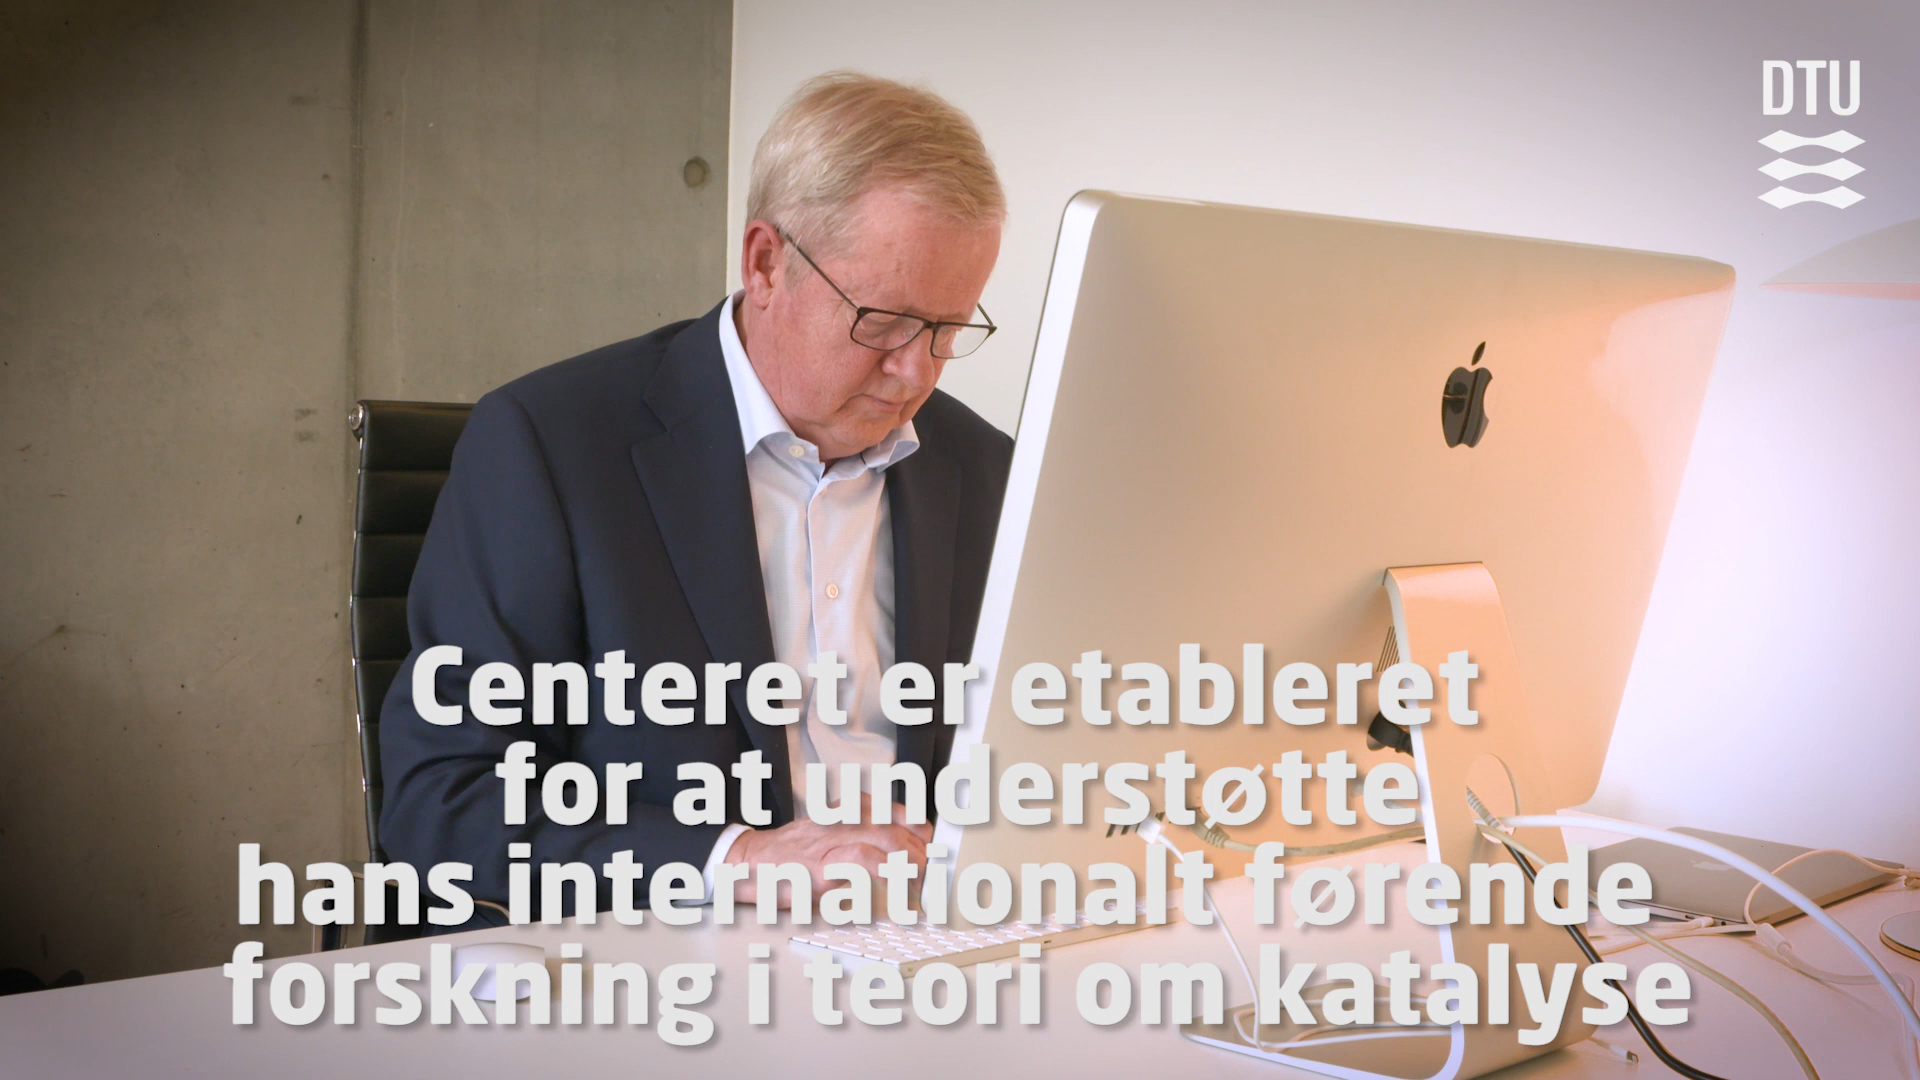 DTU
Centeret er etableret
for at understøtte
hans internationalt førende
forskning i teori om katalyse